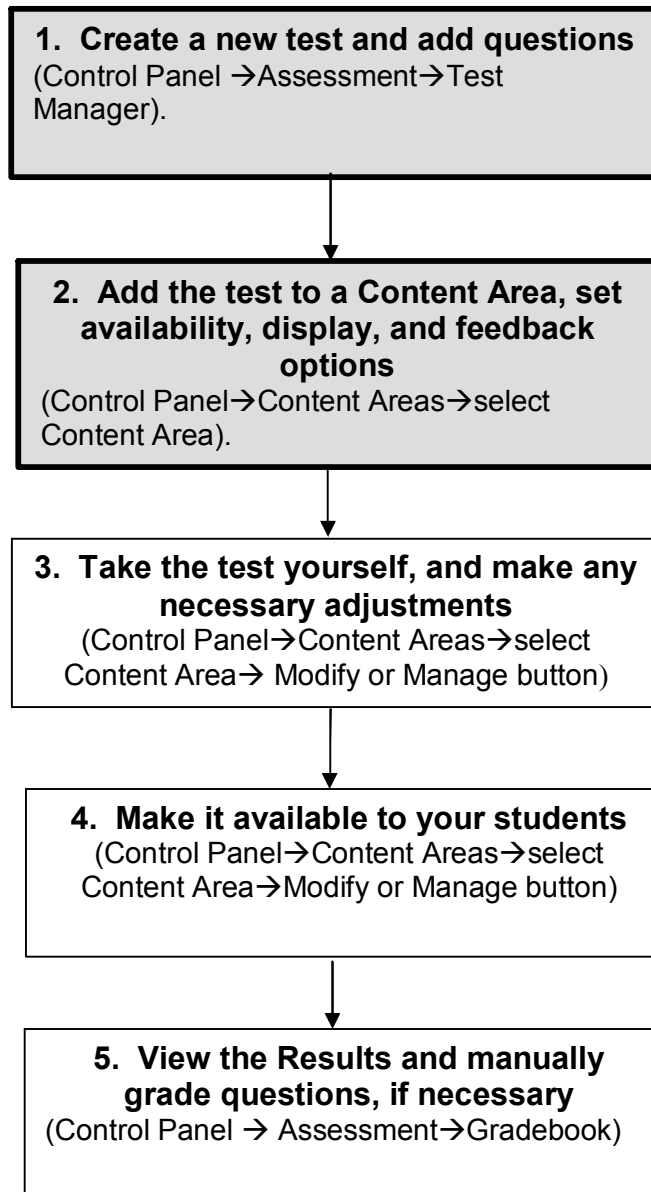 1. Create a new test and add questions
(Control Panel →Assessment→Test
Manager).
2. Add the test to a Content Area, set
availability, display, and feedback
options
(Control Panel→Content Areas→select
Content Area).
3. Take the test yourself, and make any
necessary adjustments
(Control Panel→Content Areas→select
Content Area→ Modify or Manage button)
4. Make it available to your students
(Control Panel→Content Areas→select
Content Area→Modify or Manage button)
5. View the Results and manually
grade questions, if necessary
(Control Panel → Assessment→Gradebook)